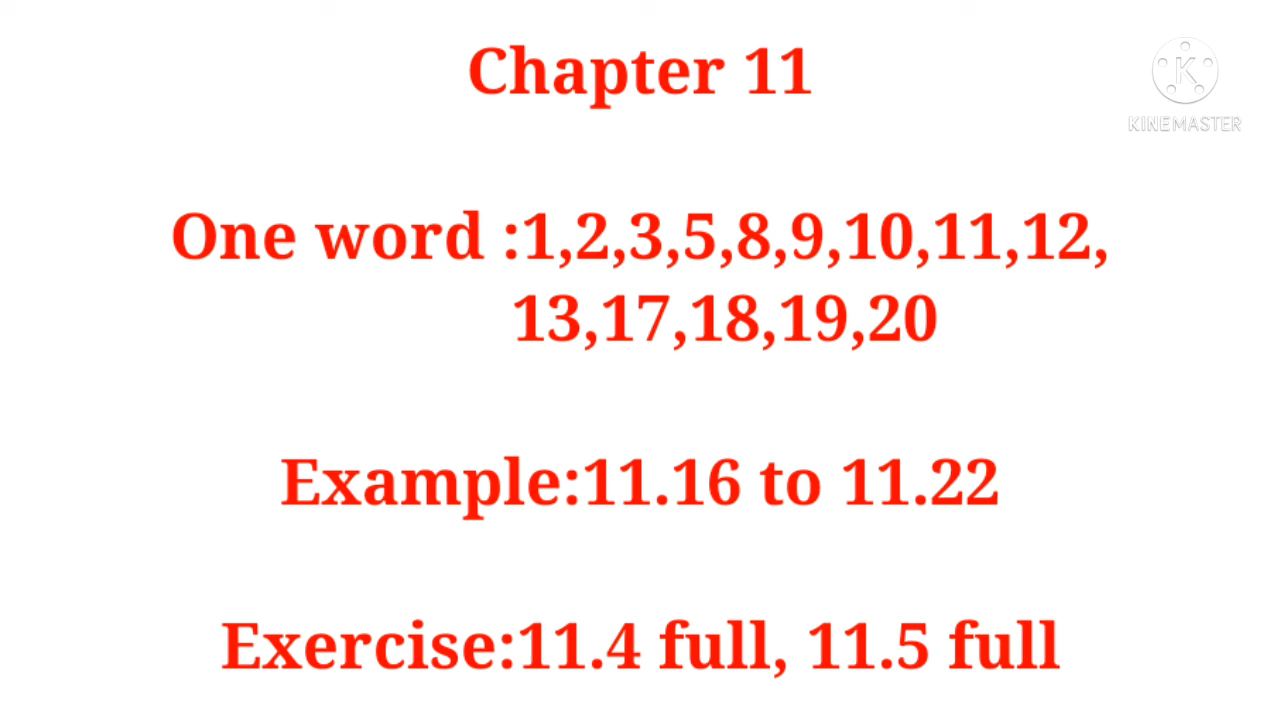 Chapter 11
K
KINEMASTER
One word :1,2,3,5,8,9,10,11,12,
13,17,18,19,20
Example:11.16 to 11.22
Exercise:11.4 full, 11.5 full